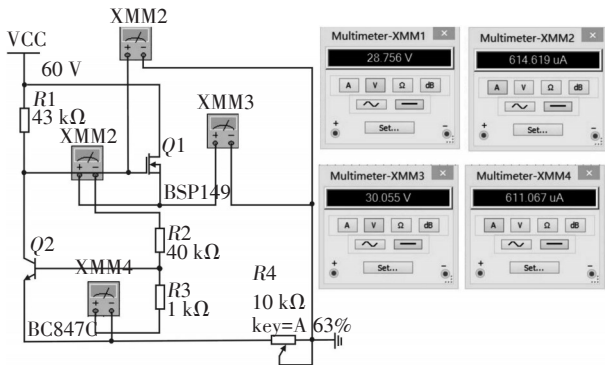 XMM2
VCC
60 V
R1
43 kΩ
XMM2
Q1
XMM3
BSP149
R2
40 kΩ
Q2
XMM4
R3
1 kΩ
BC847C
R4
10 kΩ
key=A 63%
Multimeter-XMM1
28.756 V
A V Ω dB
Set...
Multimeter-XMM2
614.619 uA
A V Ω dB
Set...
Multimeter-XMM3
30.055 V
A V Ω dB
Set...
Multimeter-XMM4
611.067 uA
A V Ω dB
Set...